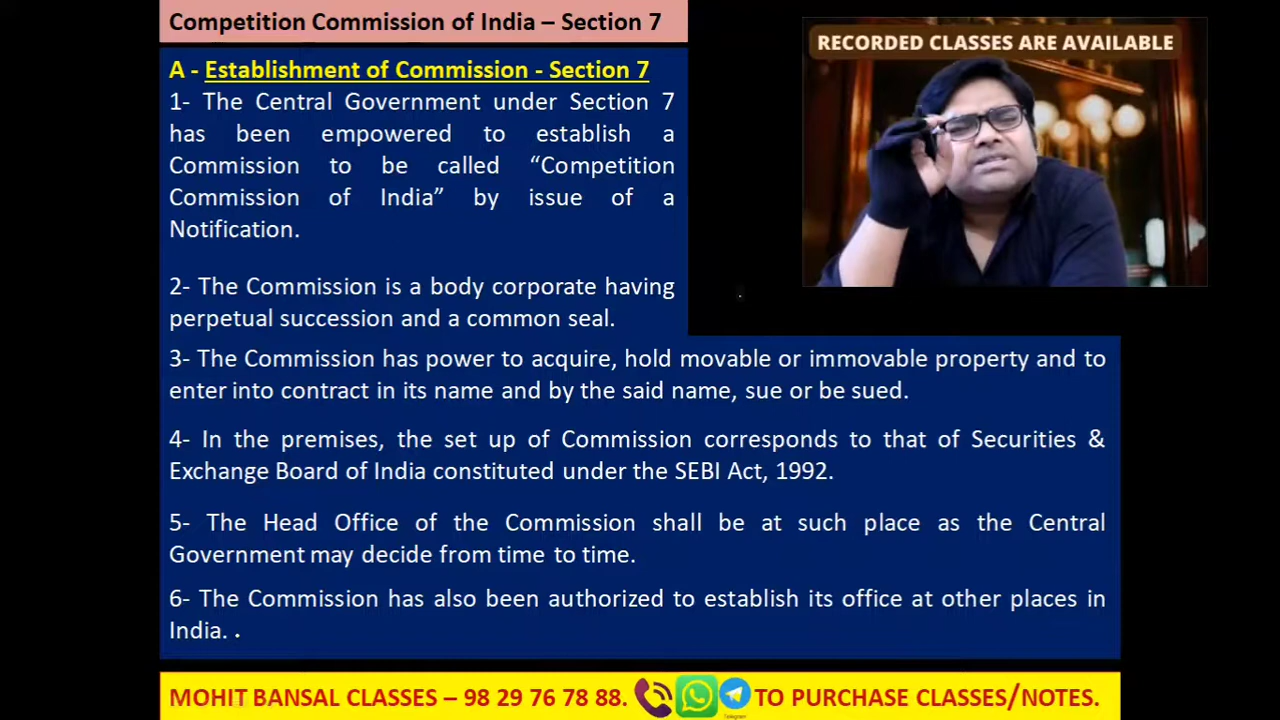 Competition Commission of India – Section 7
RECORDED CLASSES ARE AVAILABLE
A - Establishment of Commission - Section 7
1- The Central Government under Section 7
has been empowered to establish a
Commission to be called “Competition
Commission of India” by issue of a
Notification.
2- The Commission is a body corporate having
perpetual succession and a common seal.
3- The Commission has power to acquire, hold movable or immovable property and to
enter into contract in its name and by the said name, sue or be sued.
4- In the premises, the set up of Commission corresponds to that of Securities &
Exchange Board of India constituted under the SEBI Act, 1992.
5- The Head Office of the Commission shall be at such place as the Central
Government may decide from time to time.
6- The Commission has also been authorized to establish its office at other places in
India. .
MOHIT BANSAL CLASSES – 98 29 76 78 88. TO PURCHASE CLASSES/NOTES.
Telegram